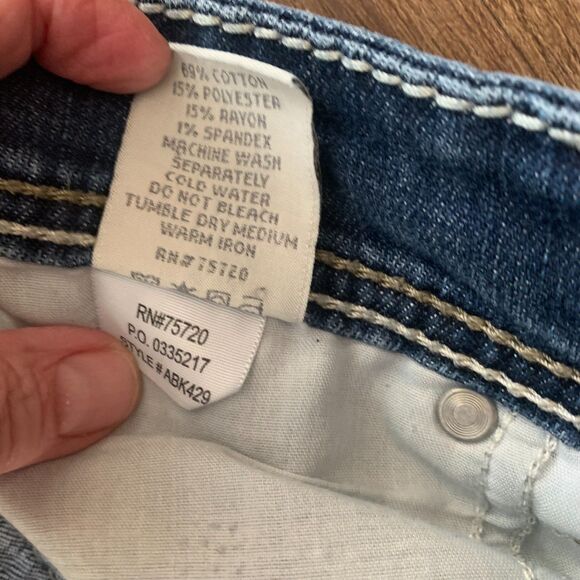 69% COTTON
15% POLYESTER
15% RAYON
1% SPANDEX
MACHINE WASH
SEPARATELY
COLD WATER
DO NOT BLEACH
TUMBLE DRY MEDIUM
WARM IRON
RN#75720
RN#75720
P.O. 0335217
STYLE # ABK429